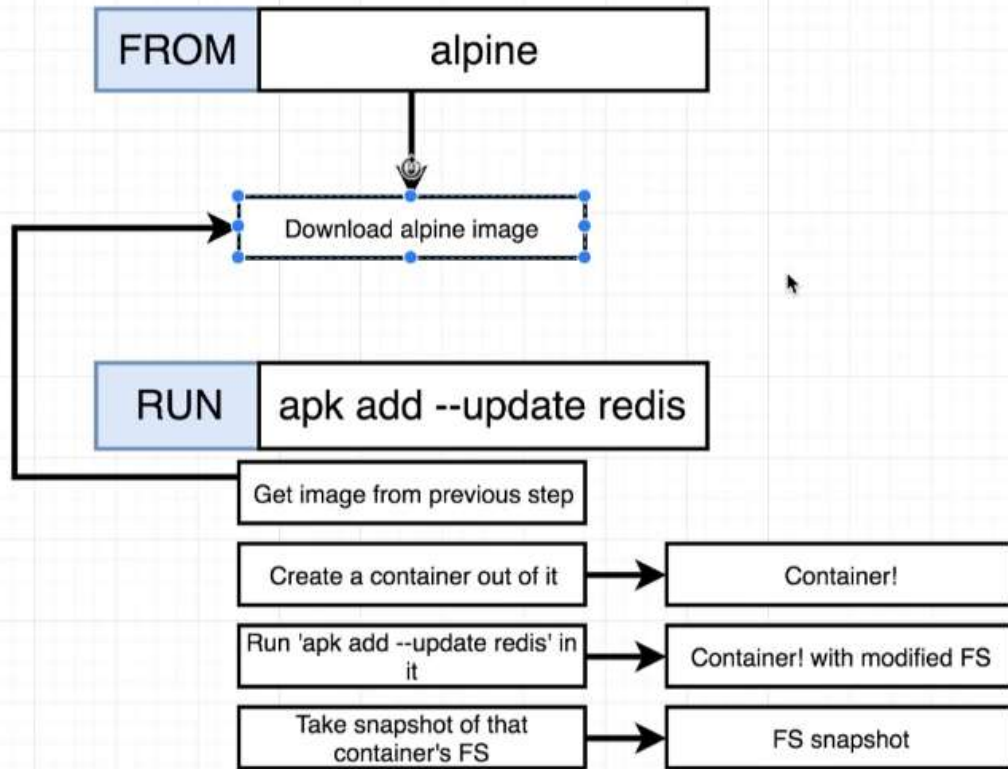 FROM alpine
Download alpine image
RUN apk add --update redis
Get image from previous step
Create a container out of it
Container!
Run 'apk add --update redis' in
it
Container! with modified FS
Take snapshot of that
container's FS
FS snapshot